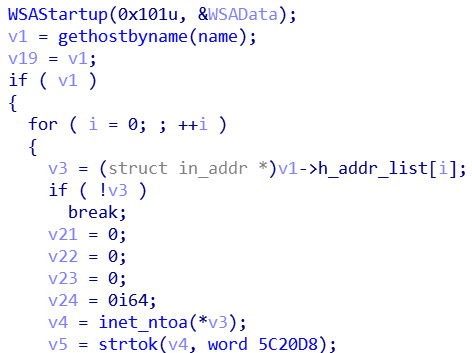 WSAStartup(0x101u, &WSAData);
v1 = gethostbyname(name);
v19 = v1;
if ( v1 )
{
for ( i = 0; ; ++i )
{
v3 = (struct in_addr *)v1->h_addr_list[i];
if ( !v3 )
break;
v21 = 0;
v22 = 0;
v23 = 0;
v24 = 0i64;
v4 = inet_ntoa(*v3);
v5 = strtok(v4, word_5C20D8);